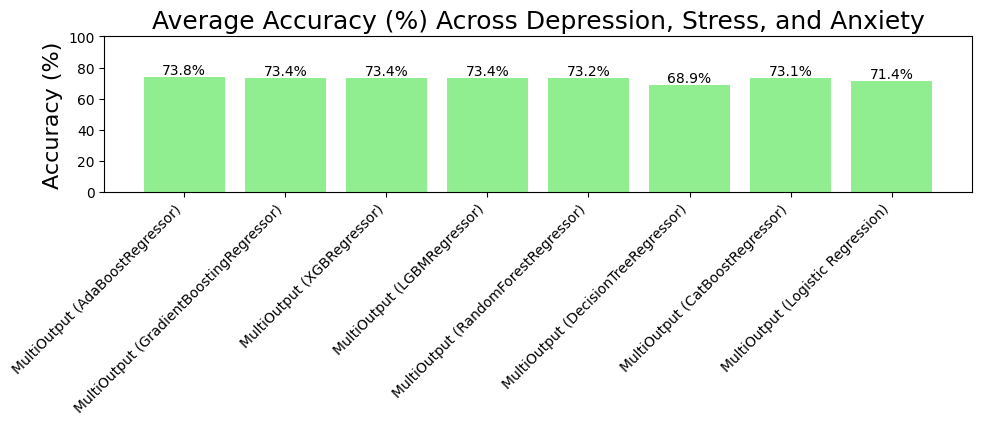 Average Accuracy (%) Across Depression, Stress, and Anxiety
Accuracy (%)
100
80
60
40
20
0
73.8%
73.4%
73.4%
73.4%
73.2%
68.9%
73.1%
71.4%
MultiOutput (AdaBoostRegressor)
MultiOutput (GradientBoostingRegressor)
MultiOutput (XGBRegressor)
MultiOutput (LGBMRegressor)
MultiOutput (RandomForestRegressor)
MultiOutput (DecisionTreeRegressor)
MultiOutput (CatBoostRegressor)
MultiOutput (Logistic Regression)